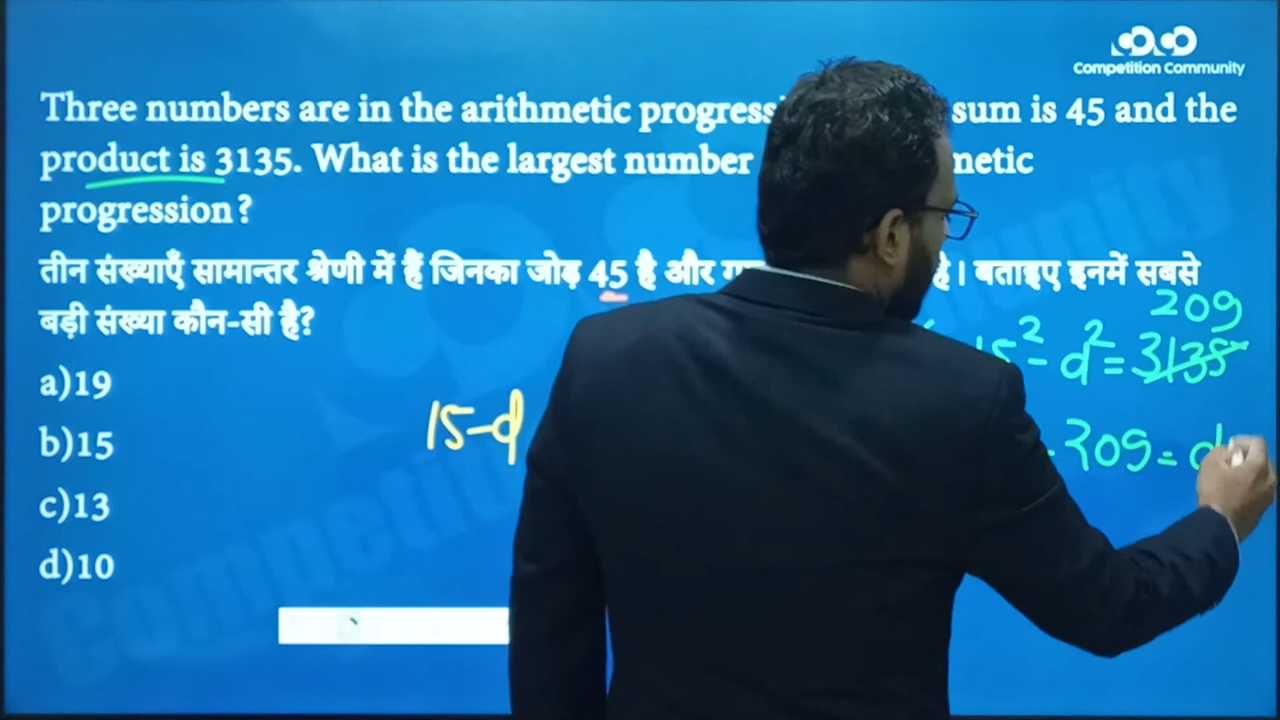 Competition Community
Three numbers are in the arithmetic sum is 45 and the
product is 3135. What is the largest number
progression?
तीन संख्याएँ सामान्तर श्रेणी में हैं जिनका जोड़ 45 है और है। बताइए इनमें सबसे
बड़ी संख्या कौन-सी है?
209
15² - d² = 3135
a)19
15-d
209 = d
b)15
c)13
d)10